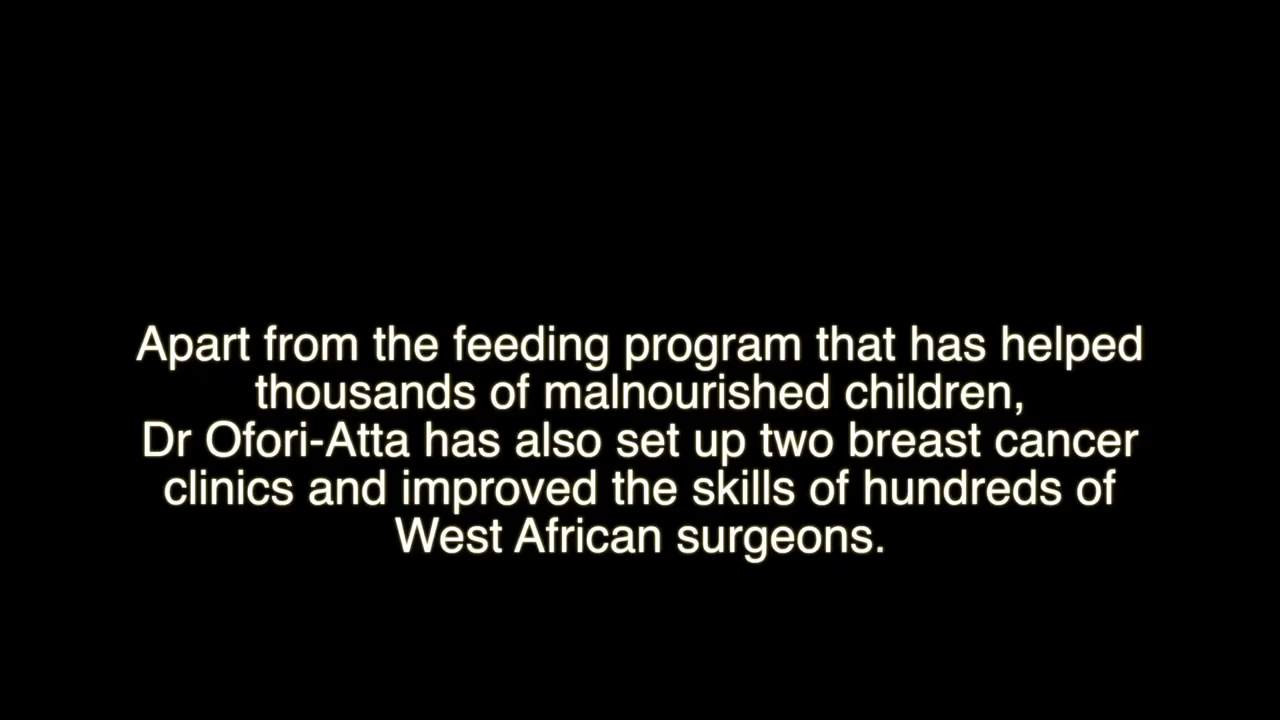 Apart from the feeding program that has helped
thousands of malnourished children,
Dr Ofori-Atta has also set up two breast cancer
clinics and improved the skills of hundreds of
West African surgeons.